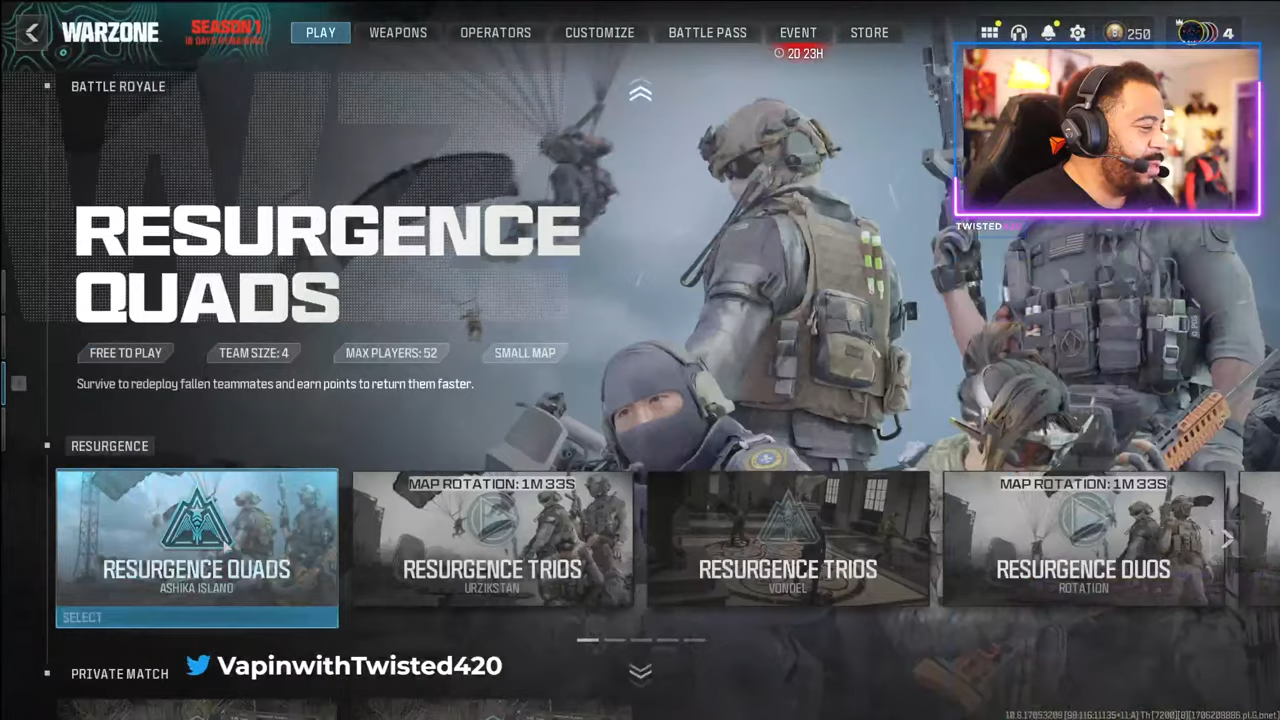 WARZONE
SEASON 1
PLAY
WEAPONS
OPERATORS
CUSTOMIZE
BATTLE PASS
EVENT
STORE
2D 23H
250
4
BATTLE ROYALE
TWISTED
RESURGENCE
QUADS
FREE TO PLAY
TEAM SIZE: 4
MAX PLAYERS: 52
SMALL MAP
Survive to redeploy fallen teammates and earn points to return them faster.
RESURGENCE
RESURGENCE QUADS
ASHIKA ISLAND
SELECT
MAP ROTATION: 1M 33S
RESURGENCE TRIOS
URZIKSTAN
RESURGENCE TRIOS
VONDEL
MAP ROTATION: 1M 33S
RESURGENCE DUOS
ROTATION
PRIVATE MATCH
VapinwithTwisted420